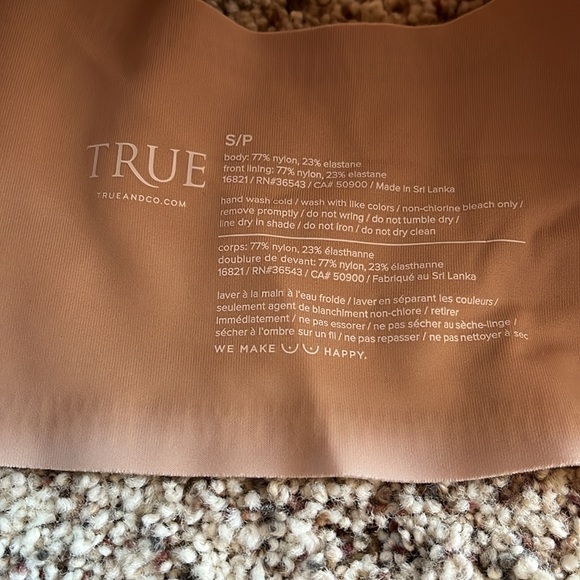 TRUE
TRUEANDCO.COM
S/P
body: 77% nylon, 23% elastane
front lining: 77% nylon, 23% elastane
16821 / RN#36543 / CA# 50900 / Made in Sri Lanka
hand wash cold / wash with like colors / non-chlorine bleach only /
remove promptly / do not wring / do not tumble dry /
line dry in shade / do not iron / do not dry clean
corps: 77% nylon, 23% élasthanne
doublure de devant: 77% nylon, 23% élasthanne
16821 / RN#36543 / CA# 50900 / Fabriqué au Sri Lanka
laver à la main à l'eau froide / laver en séparant les couleurs /
seulement agent de blanchiment non-chlore / retirer
immédiatement / ne pas essorer / ne pas sécher au sèche-linge /
sécher à l'ombre sur un fil / ne pas repasser / ne pas nettoyer à sec
WE MAKE HAPPY.